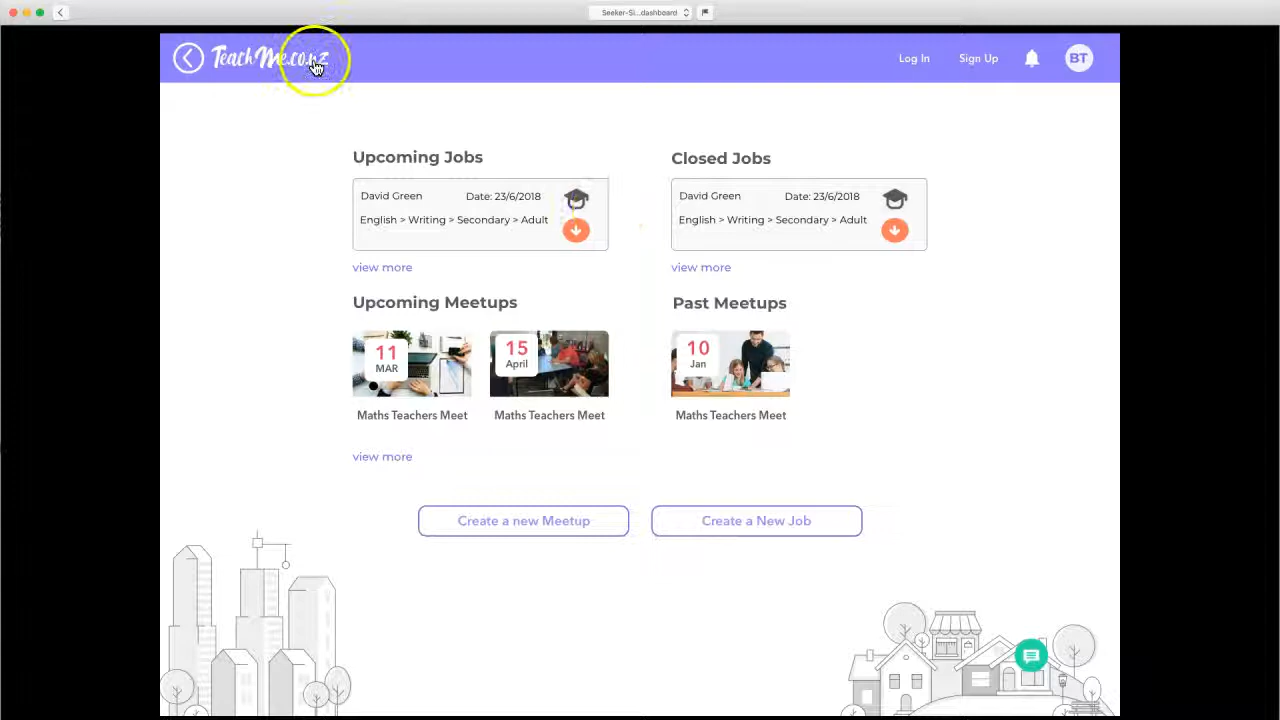 Seeker-Si...dashboard
TeachMe.co.nz
Log In
Sign Up
BT
Upcoming Jobs
David Green
Date: 23/6/2018
English > Writing > Secondary > Adult
view more
Closed Jobs
David Green
Date: 23/6/2018
English > Writing > Secondary > Adult
view more
Upcoming Meetups
11
MAR
Maths Teachers Meet
15
April
Maths Teachers Meet
view more
Past Meetups
10
Jan
Maths Teachers Meet
Create a new Meetup
Create a New Job